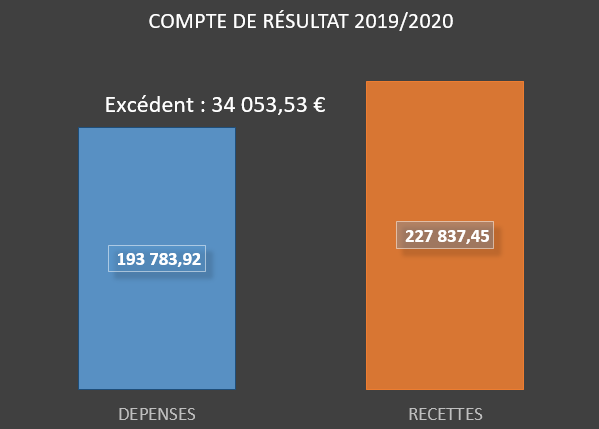 COMPTE DE RÉSULTAT 2019/2020
Excédent : 34 053,53 €
193 783,92
227 837,45
DEPENSES
RECETTES